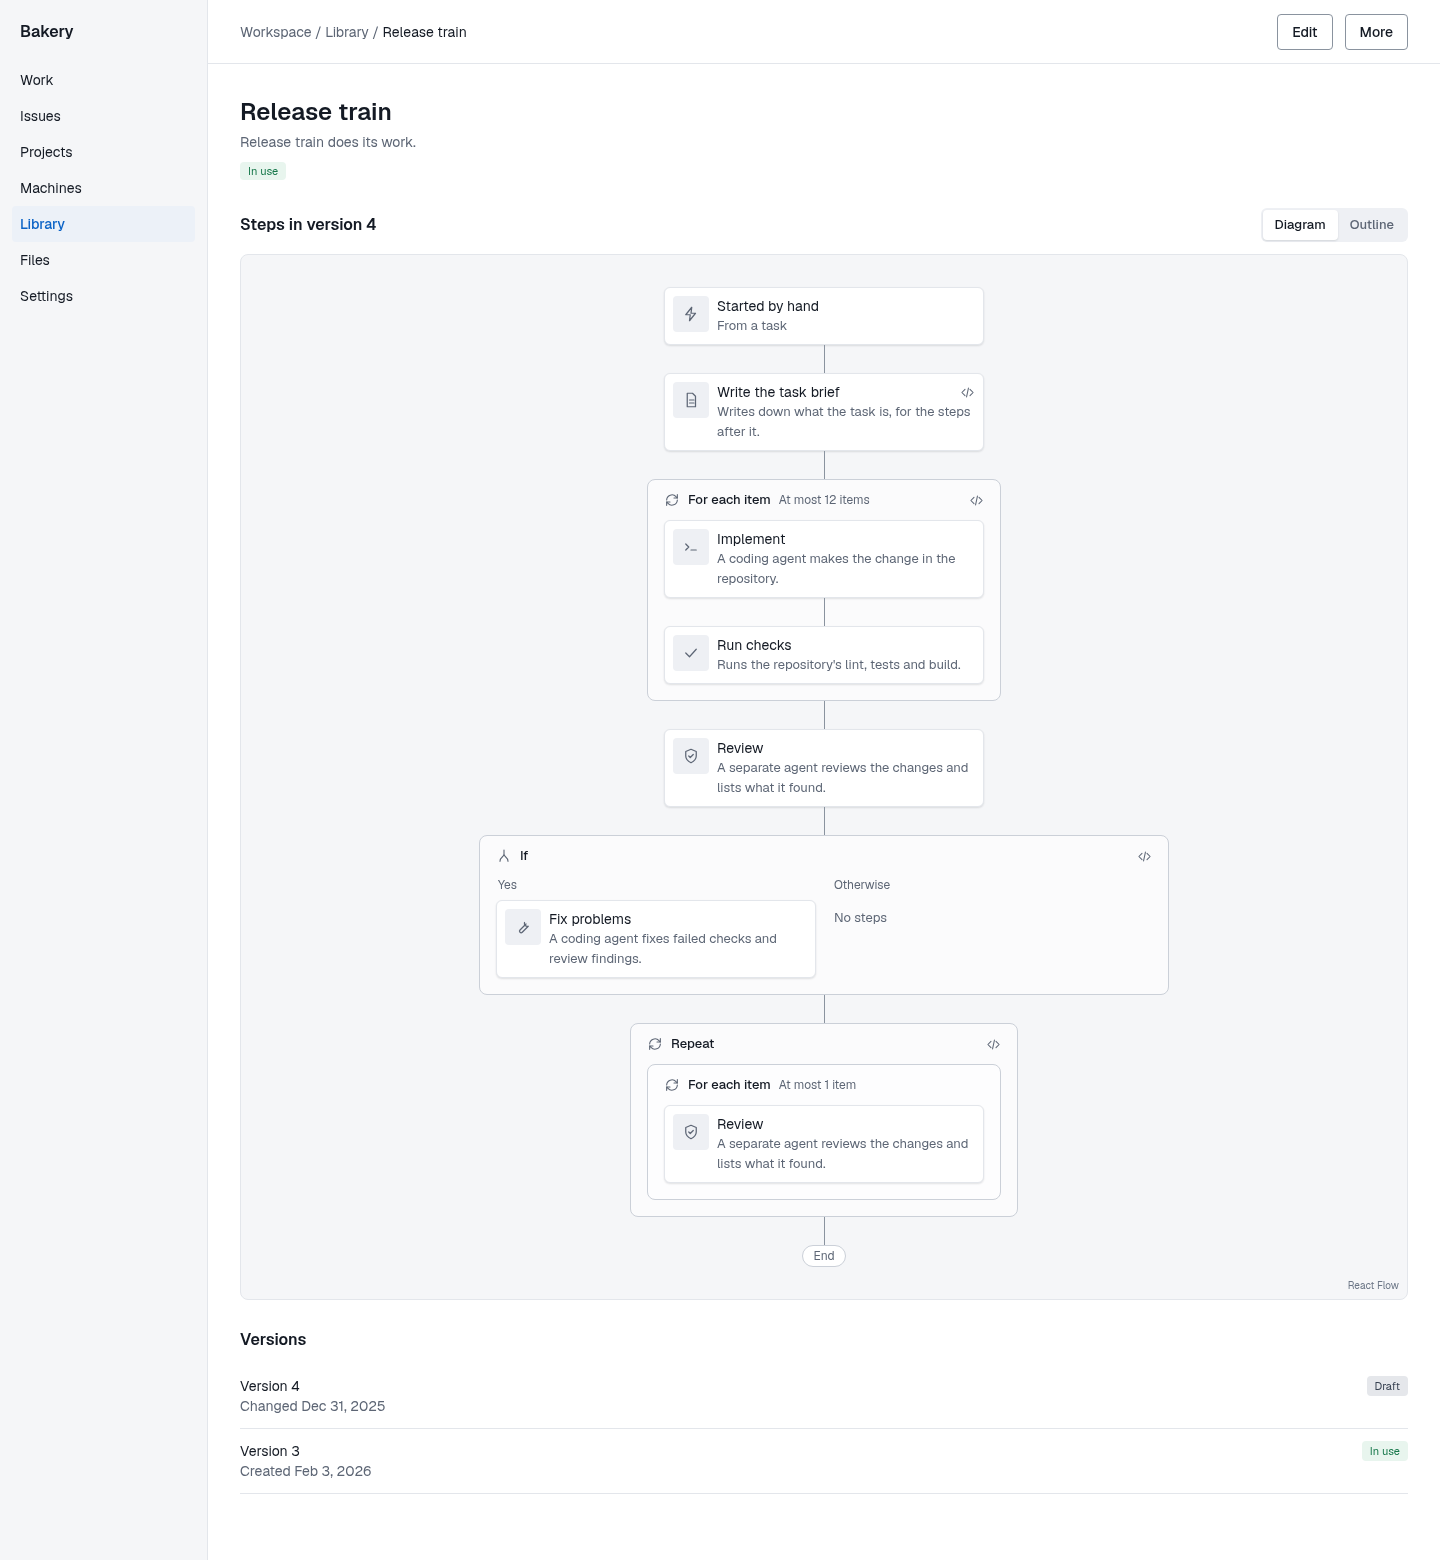 Bakery
Work
Issues
Projects
Machines
Library
Files
Settings
Workspace / Library / Release train
Edit
More
Release train
Release train does its work.
In use
Steps in version 4
Diagram
Outline
Started by hand
From a task
Write the task brief
Writes down what the task is, for the steps
after it.
For each item At most 12 items
Implement
A coding agent makes the change in the
repository.
Run checks
Runs the repository's lint, tests and build.
Review
A separate agent reviews the changes and
lists what it found.
If
Yes
Otherwise
Fix problems
A coding agent fixes failed checks and
review findings.
No steps
Repeat
For each item At most 1 item
Review
A separate agent reviews the changes and
lists what it found.
End
React Flow
Versions
Version 4
Changed Dec 31, 2025
Draft
Version 3
Created Feb 3, 2026
In use